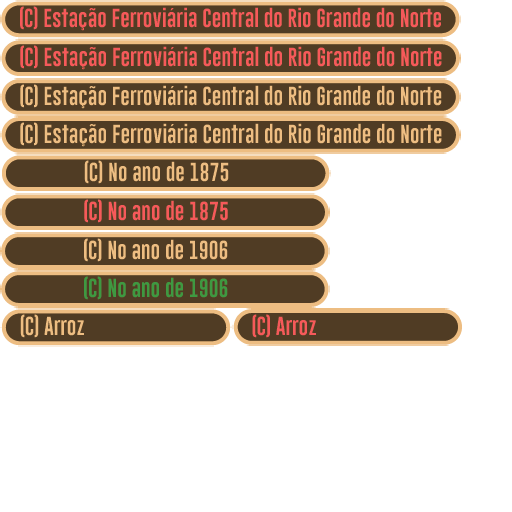 (C) Estação Ferroviária Central do Rio Grande do Norte
(C) Estação Ferroviária Central do Rio Grande do Norte
(C) Estação Ferroviária Central do Rio Grande do Norte
(C) Estação Ferroviária Central do Rio Grande do Norte
(C) No ano de 1875
(C) No ano de 1875
(C) No ano de 1906
(C) No ano de 1906
(C) Arroz (C) Arroz